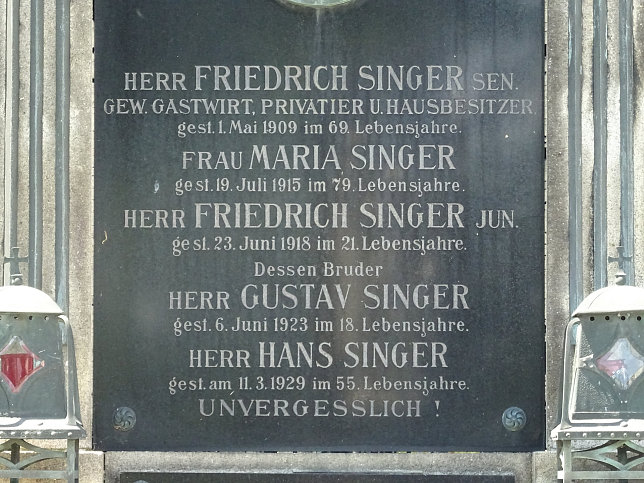 HERR FRIEDRICH SINGER SEN.
GEW. GASTWIRT, PRIVATIER U. HAUSBESITZER
gest. 1. Mai 1909 im 69. Lebensjahre.
FRAU MARIA SINGER
gest. 19. Juli 1915 im 79. Lebensjahre.
HERR FRIEDRICH SINGER JUN.
gest. 23. Juni 1918 im 21. Lebensjahre.
Dessen Bruder
HERR GUSTAV SINGER
gest. 6. Juni 1923 im 18. Lebensjahre.
HERR HANS SINGER
gest. am 11. 3. 1929 im 55. Lebensjahre.
UNVERGESSLICH !